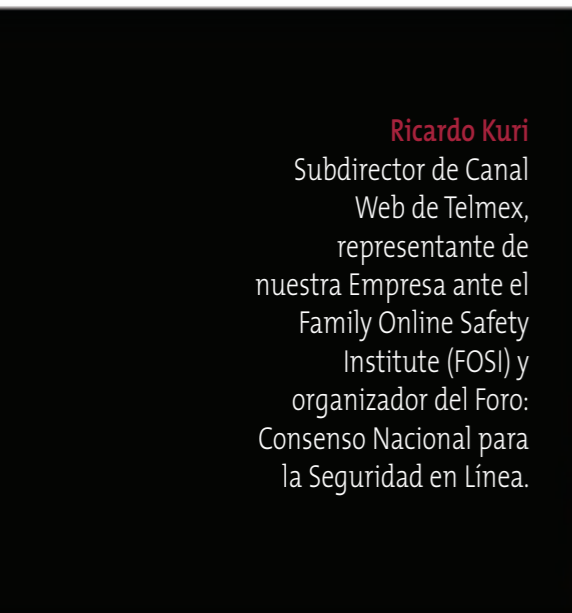 Ricardo Kuri
Subdirector de Canal
Web de Telmex,
representante de
nuestra Empresa ante el
Family Online Safety
Institute (FOSI) y
organizador del Foro:
Consenso Nacional para
la Seguridad en Línea.